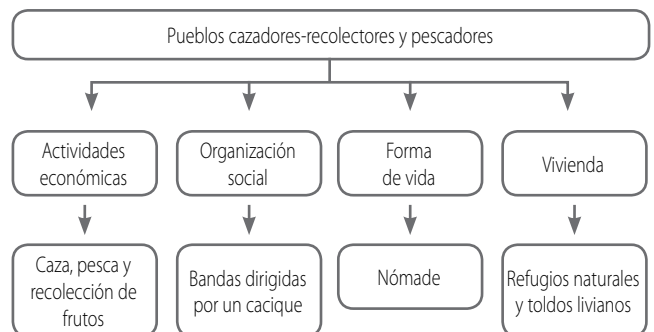 Pueblos cazadores-recolectores y pescadores
Actividades
económicas
Organización
social
Forma
de vida
Vivienda
Caza, pesca y
recolección de
frutos
Bandas dirigidas
por un cacique
Nómade
Refugios naturales
y toldos livianos